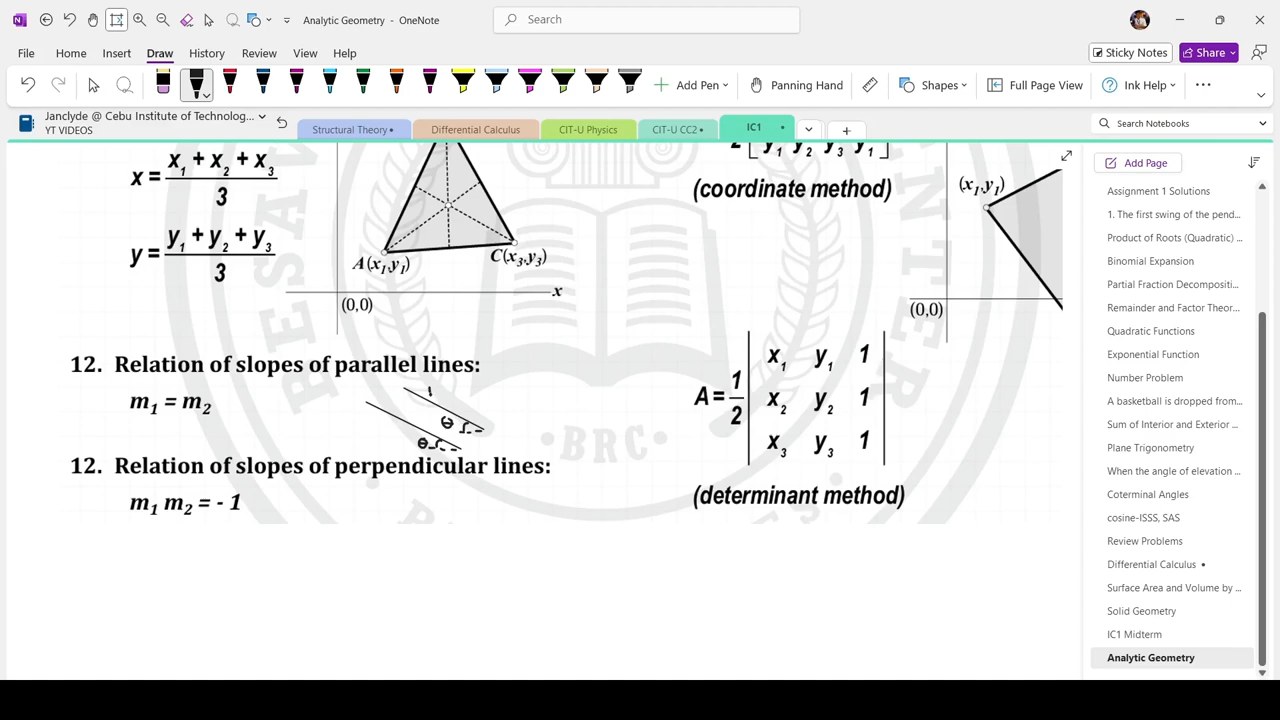 Analytic Geometry - OneNote
Search
File Home Insert Draw History Review View Help
Sticky Notes
Share
Add Pen
Panning Hand
Shapes
Full Page View
Ink Help
Janclyde @ Cebu Institute of Technolog...
YT VIDEOS
Structural Theory
Differential Calculus
CIT-U Physics
CIT-U CC2
IC1
Search Notebooks
Add Page
Assignment 1 Solutions
1. The first swing of the pend...
Product of Roots (Quadratic) ...
Binomial Expansion
Partial Fraction Decompositi...
Remainder and Factor Theor...
Quadratic Functions
Exponential Function
Number Problem
A basketball is dropped from...
Sum of Interior and Exterior ...
Plane Trigonometry
When the angle of elevation ...
Coterminal Angles
cosine-ISSS, SAS
Review Problems
Differential Calculus
Surface Area and Volume by ...
Solid Geometry
IC1 Midterm
Analytic Geometry
x = (x₁ + x₂ + x₃) / 3
y = (y₁ + y₂ + y₃) / 3
A(x₁,y₁)
C(x₃,y₃)
x
(0,0)
12. Relation of slopes of parallel lines:
m₁ = m₂
θ
θ
12. Relation of slopes of perpendicular lines:
m₁ m₂ = - 1
2 [y₁ y₂ y₃ y₁]
(coordinate method)
(x₁,y₁)
(0,0)
A = 1/2 | x₁ y₁ 1
x₂ y₂ 1
x₃ y₃ 1 |
(determinant method)
BRC